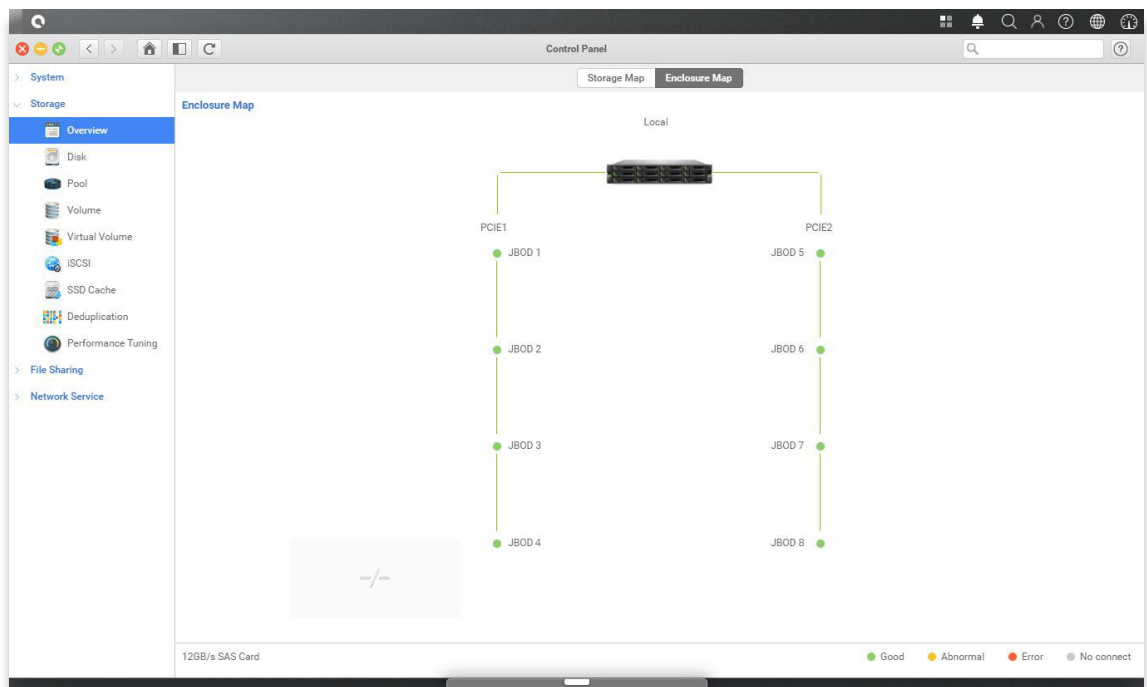 Control Panel
System
Storage
Overview
Disk
Pool
Volume
Virtual Volume
iSCSI
SSD Cache
Deduplication
Performance Tuning
File Sharing
Network Service
Storage Map
Enclosure Map
Enclosure Map
Local
PCIE1
PCIE2
JBOD 1
JBOD 5
JBOD 2
JBOD 6
JBOD 3
JBOD 7
JBOD 4
JBOD 8
-/-
12GB/s SAS Card
Good
Abnormal
Error
No connect